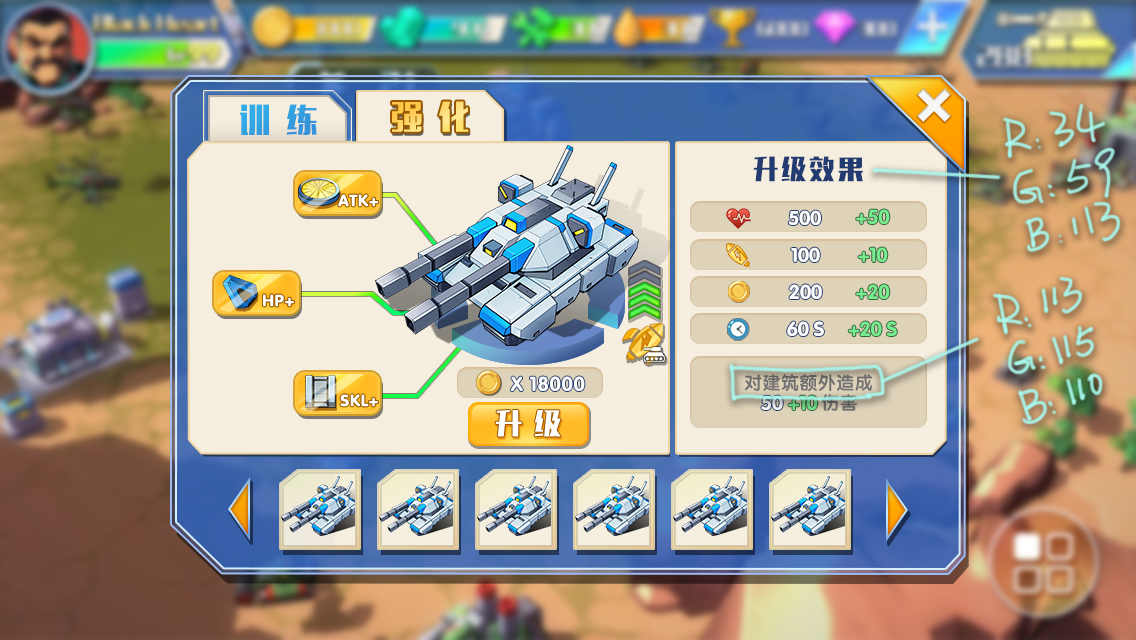 训练
强化
升级效果
R:34
G:59
B:113
ATK+
HP+
SKL+
500 +50
100 +10
200 +20
60 S +20 S
R:113
G:115
B:110
对建筑额外造成
50 +10 伤害
X 18000
升级